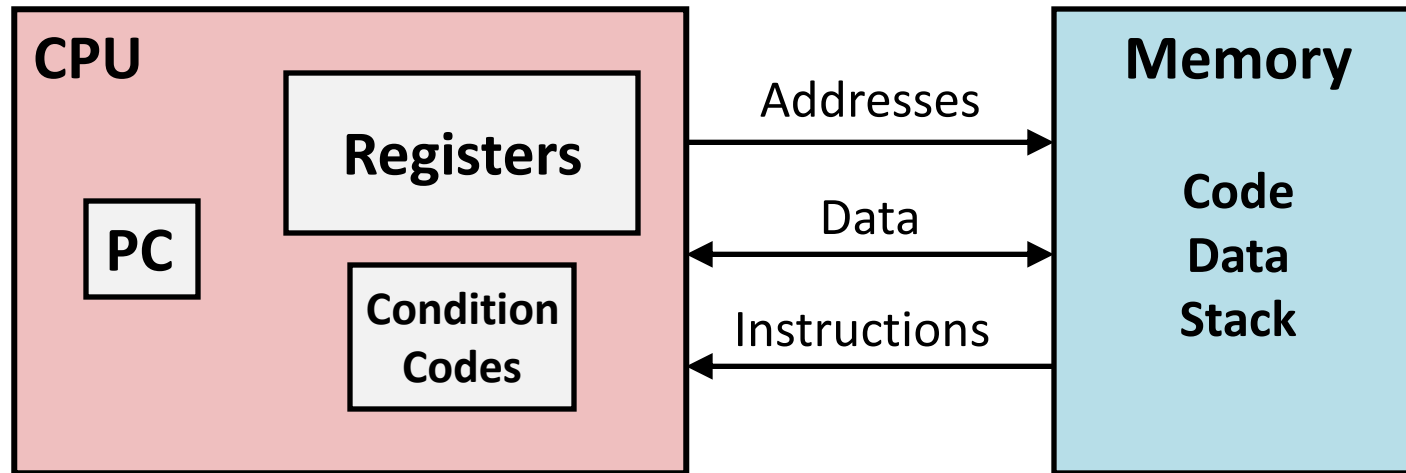 CPU
Registers
PC
Condition
Codes
Addresses
Data
Instructions
Memory
Code
Data
Stack